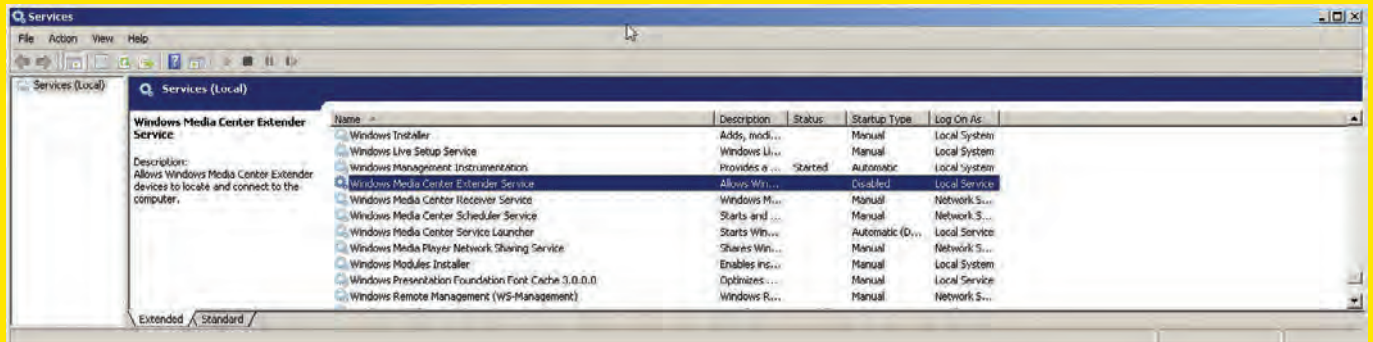 Services
File Action View Help
Services (Local)
Services (Local)
Windows Media Center Extender
Service
Description:
Allows Windows Media Center Extender
devices to locate and connect to the
computer.
Name Description Status Startup Type Log On As
Windows Installer Adds, modi... Manual Local System
Windows Live Setup Service Windows Li... Manual Local System
Windows Management Instrumentation Provides a ... Started Automatic Local System
Windows Media Center Extender Service Allows Win... Disabled Local Service
Windows Media Center Receiver Service Windows M... Manual Network S...
Windows Media Center Scheduler Service Starts and ... Manual Network S...
Windows Media Center Service Launcher Starts Win... Automatic (D... Local Service
Windows Media Player Network Sharing Service Shares Win... Manual Network S...
Windows Modules Installer Enables ins... Manual Local System
Windows Presentation Foundation Font Cache 3.0.0.0 Optimizes ... Manual Local Service
Windows Remote Management (WS-Management) Windows R... Manual Network S...
Extended Standard